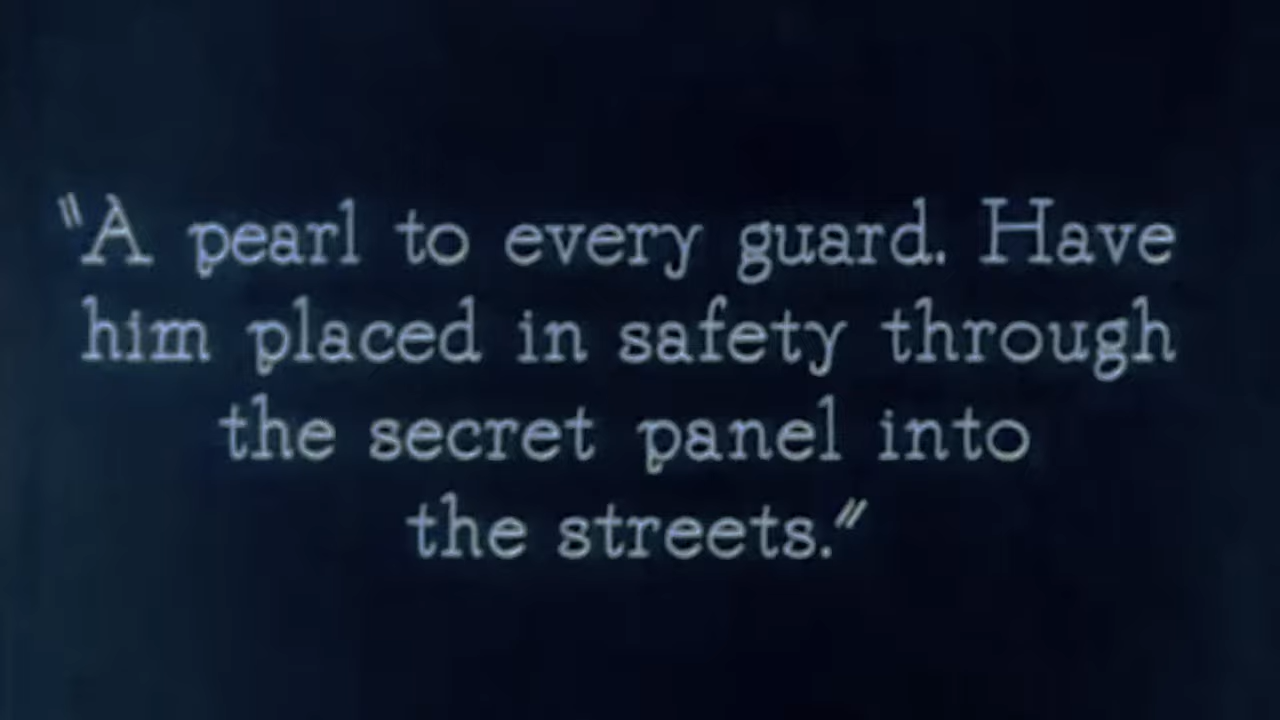 "A pearl to every guard. Have
him placed in safety through
the secret panel into
the streets."